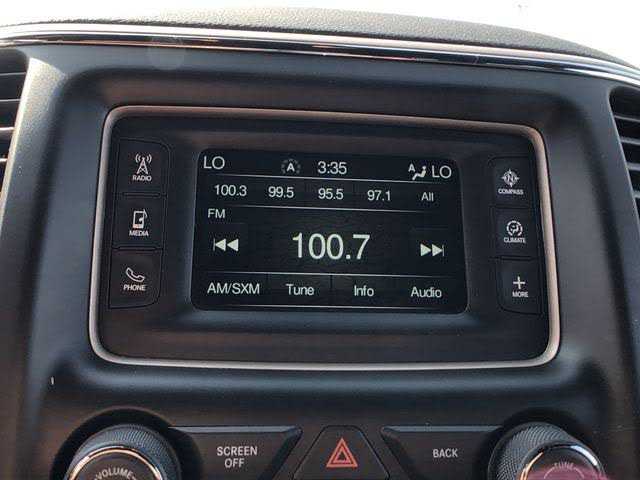 LO A 3:35 A LO
100.3 99.5 95.5 97.1 All
FM
100.7
AM/SXM Tune Info Audio
RADIO
MEDIA
PHONE
N
COMPASS
CLIMATE
MORE
SCREEN
OFF
BACK
VOLUME
TUNE